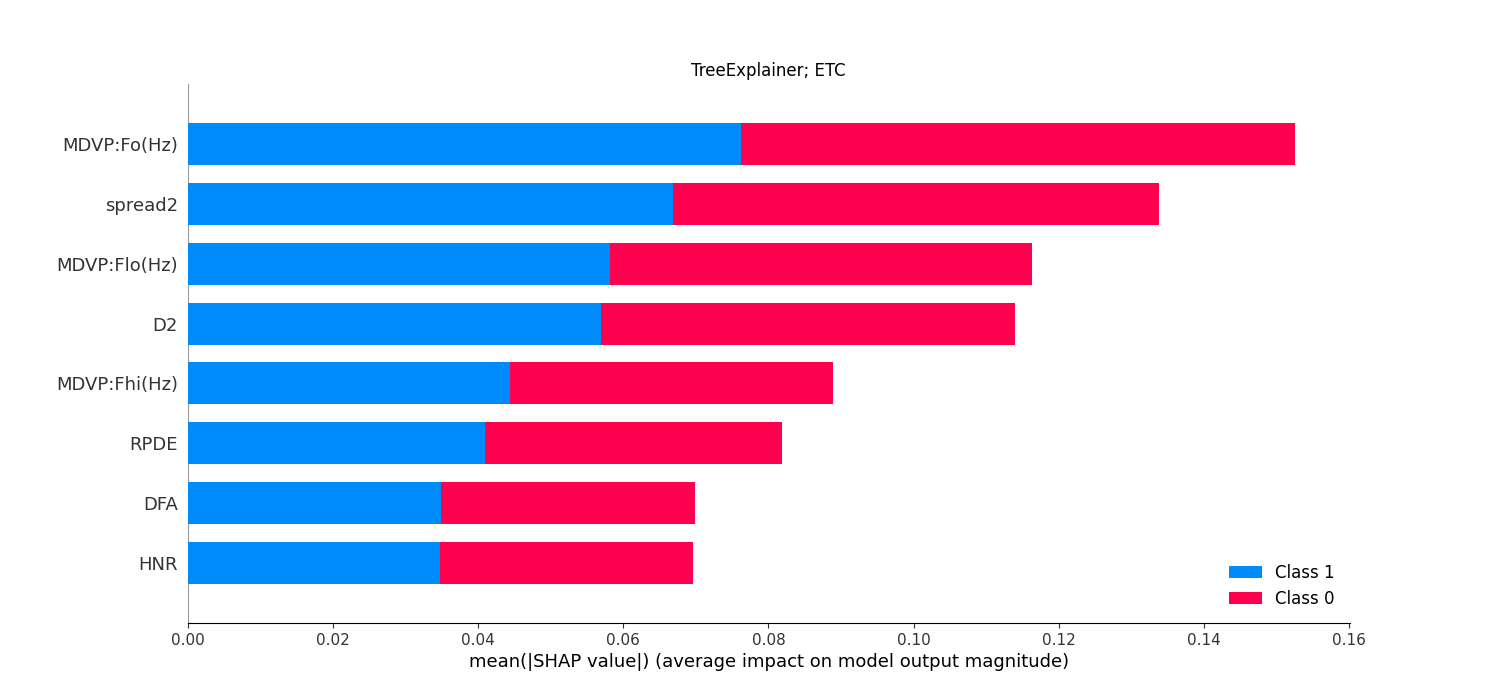 TreeExplainer; ETC
MDVP:Fo(Hz)
spread2
MDVP:Flo(Hz)
D2
MDVP:Fhi(Hz)
RPDE
DFA
HNR
Class 1
Class 0
0.00 0.02 0.04 0.06 0.08 0.10 0.12 0.14 0.16
mean(|SHAP value|) (average impact on model output magnitude)